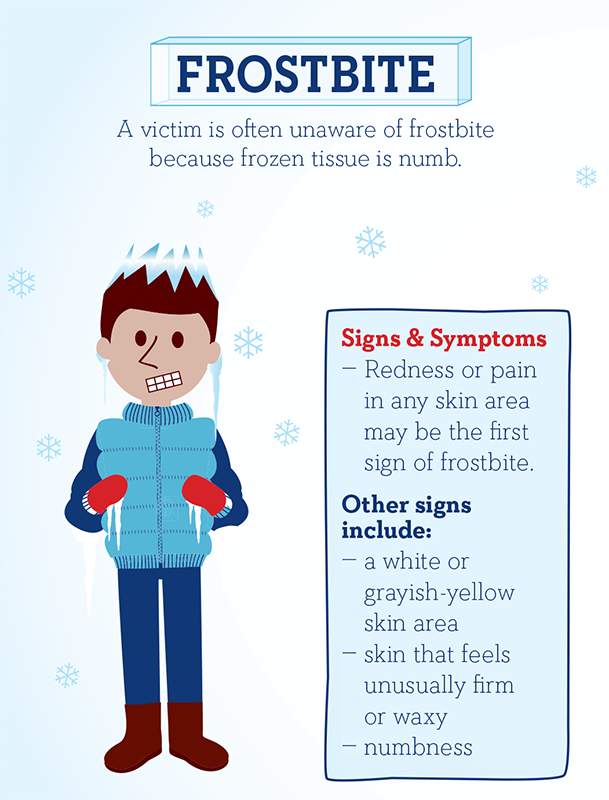 FROSTBITE
A victim is often unaware of frostbite
because frozen tissue is numb.
Signs & Symptoms
– Redness or pain
in any skin area
may be the first
sign of frostbite.
Other signs
include:
– a white or
grayish-yellow
skin area
– skin that feels
unusually firm
or waxy
– numbness